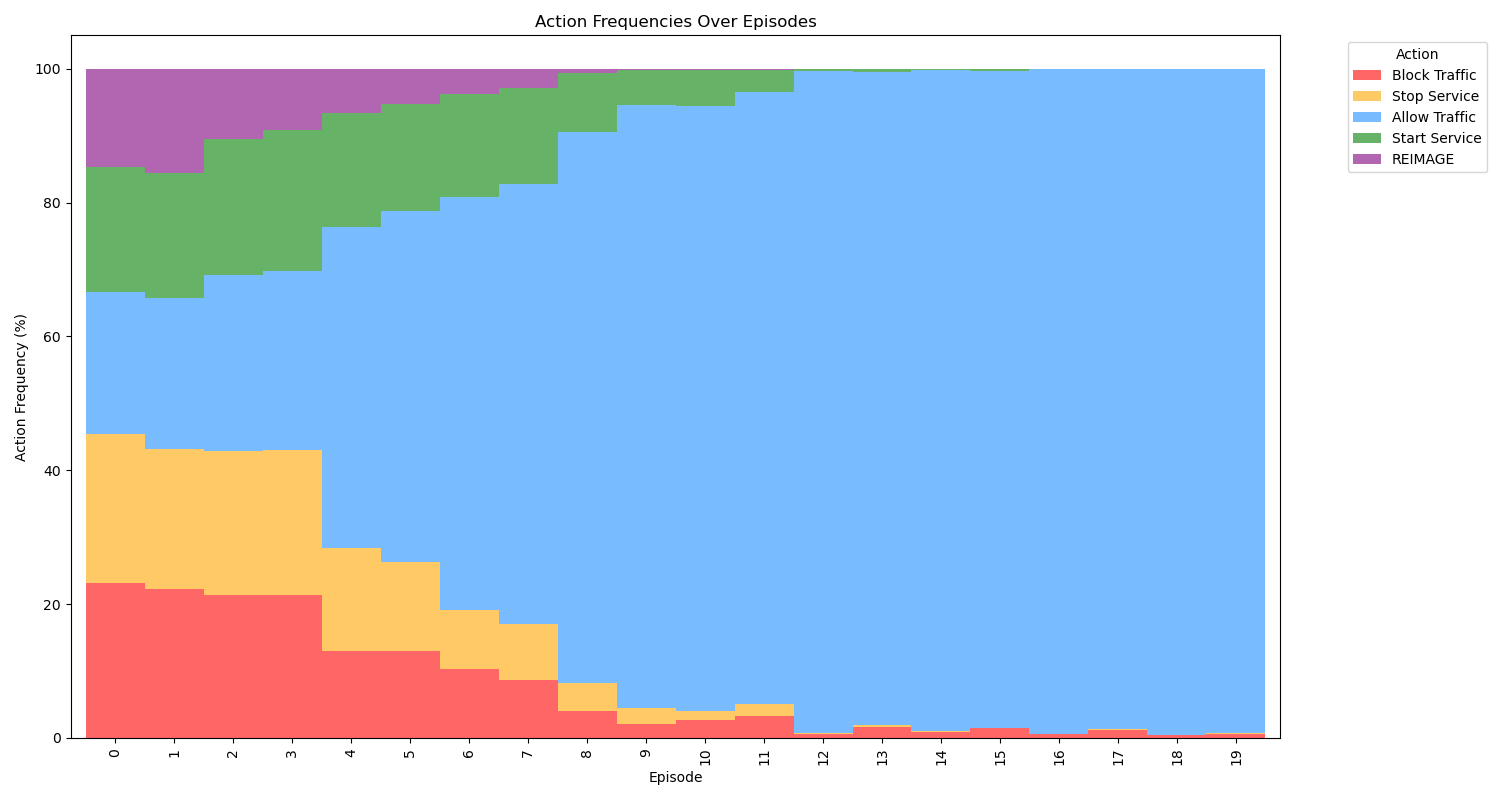 Action Frequencies Over Episodes
Action
Block Traffic
Stop Service
Allow Traffic
Start Service
REIMAGE
Action Frequency (%)
100
80
60
40
20
0
0 1 2 3 4 5 6 7 8 9 10 11 12 13 14 15 16 17 18 19
Episode